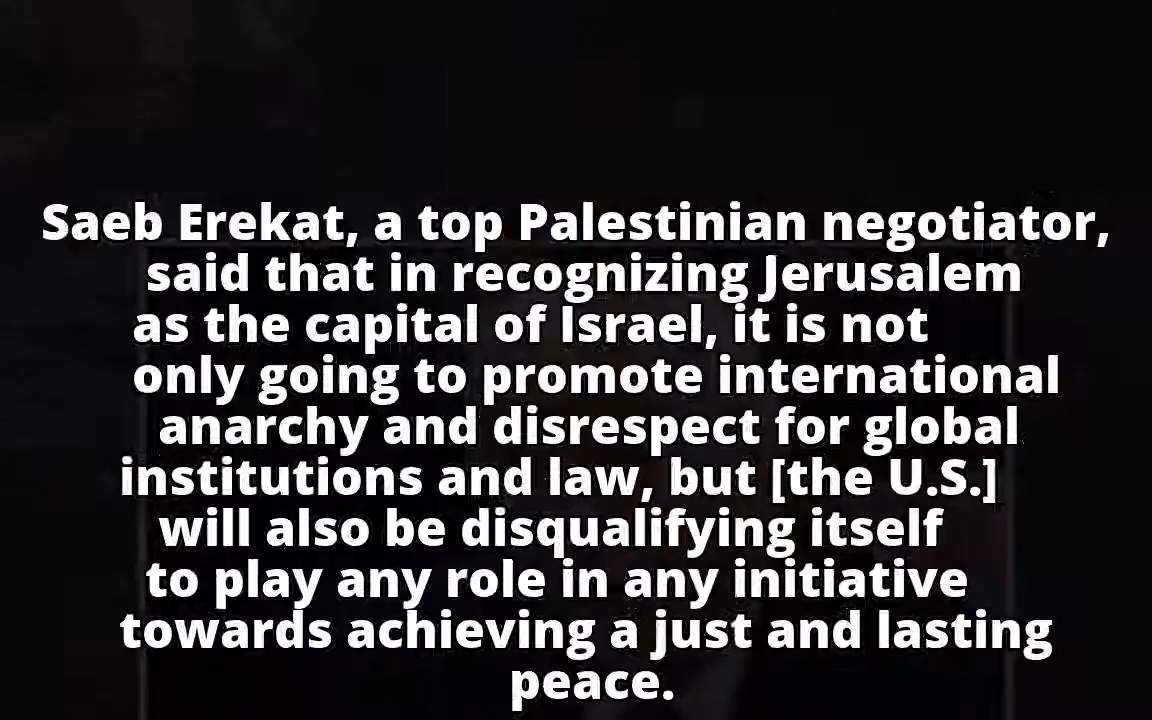 Saeb Erekat, a top Palestinian negotiator,
said that in recognizing Jerusalem
as the capital of Israel, it is not
only going to promote international
anarchy and disrespect for global
institutions and law, but [the U.S.]
will also be disqualifying itself
to play any role in any initiative
towards achieving a just and lasting
peace.